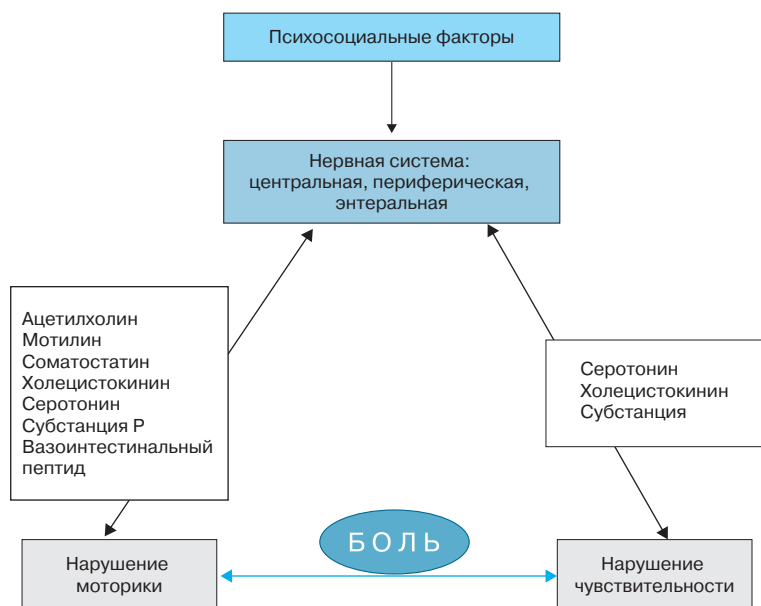 Психосоциальные факторы
Нервная система:
центральная, периферическая,
энтеральная
Ацетилхолин
Мотилин
Соматостатин
Холецистокинин
Серотонин
Субстанция Р
Вазоинтестинальный
пептид
Серотонин
Холецистокинин
Субстанция
БОЛЬ
Нарушение
моторики
Нарушение
чувствительности